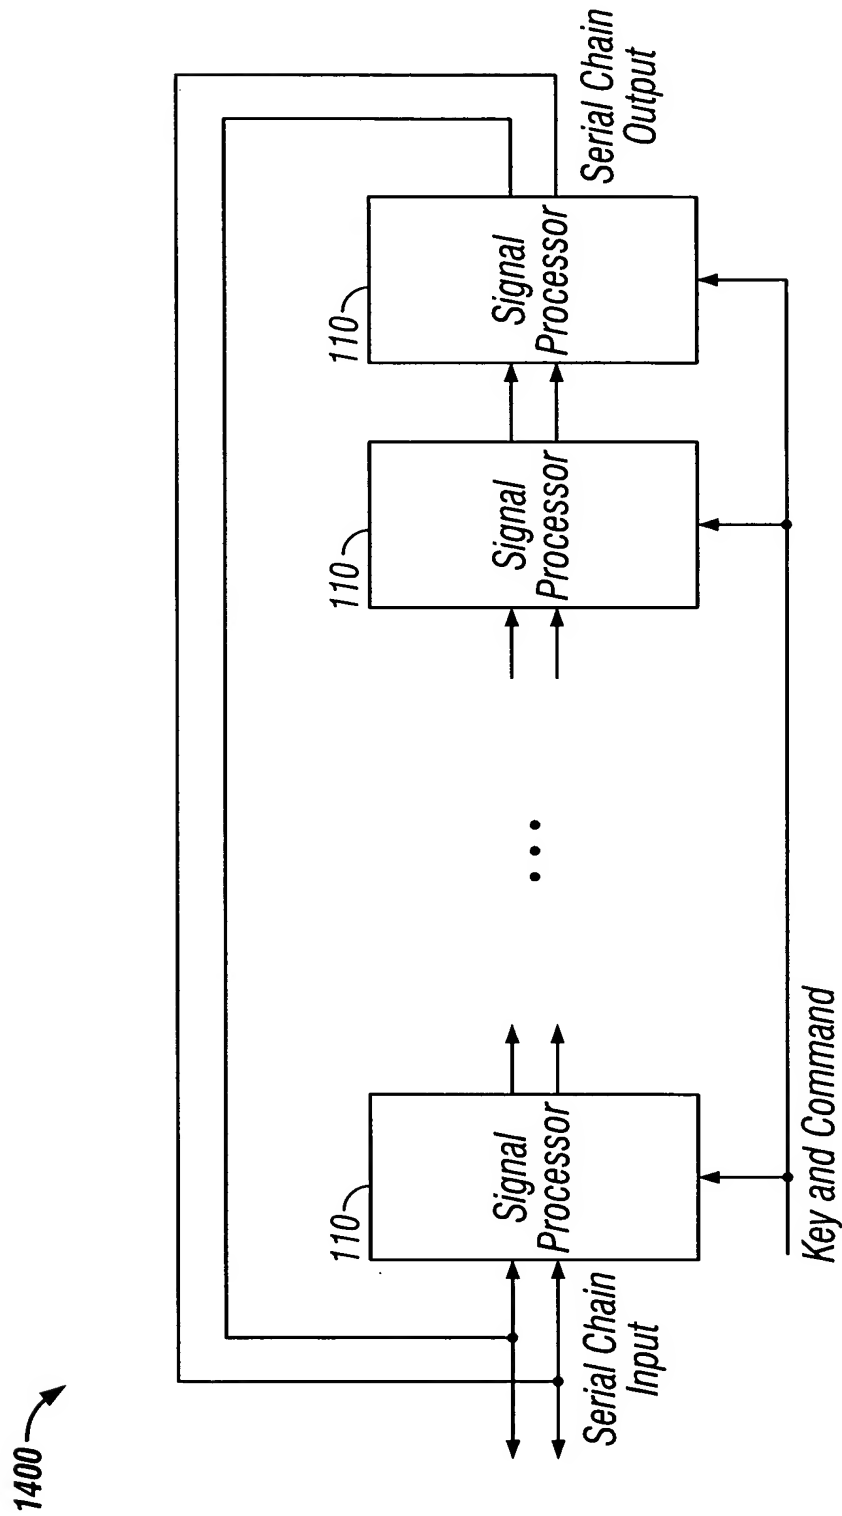 1400
110
Signal
Processor
110
Signal
Processor
110
Signal
Processor
Serial Chain
Input
Serial Chain
Output
Key and Command